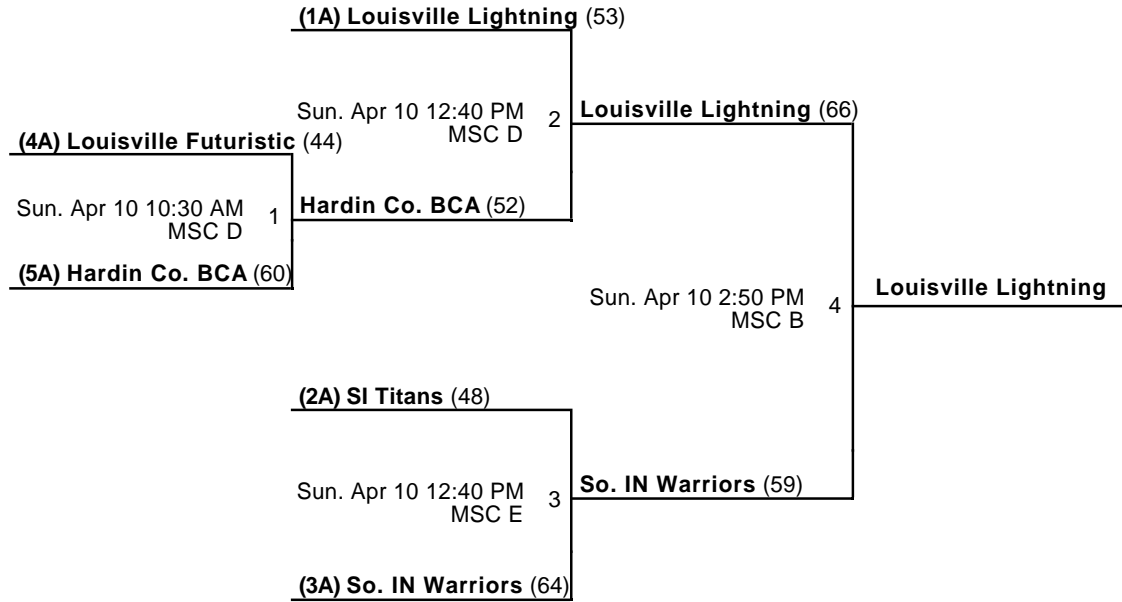 (1A) Louisville Lightning (53)
Sun. Apr 10 12:40 PM
MSC D
2
Louisville Lightning (66)
(4A) Louisville Futuristic (44)
Sun. Apr 10 10:30 AM
MSC D
1
Hardin Co. BCA (52)
(5A) Hardin Co. BCA (60)
Sun. Apr 10 2:50 PM
MSC B
4
Louisville Lightning
(2A) SI Titans (48)
Sun. Apr 10 12:40 PM
MSC E
3
So. IN Warriors (59)
(3A) So. IN Warriors (64)